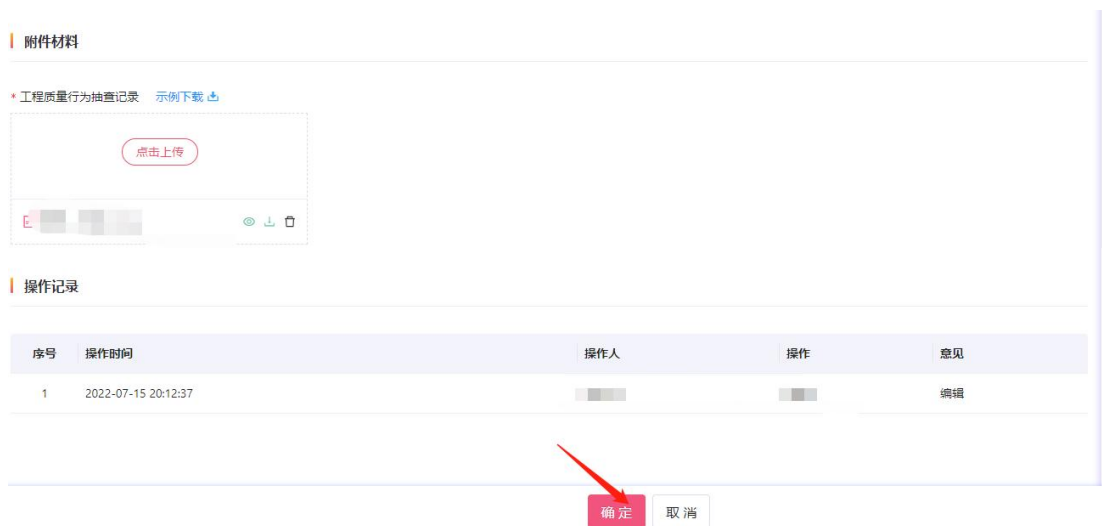 附件材料
* 工程质量行为抽查记录 示例下载
点击上传
操作记录
序号 操作时间 操作人 操作 意见
1 2022-07-15 20:12:37 编辑
确定 取消